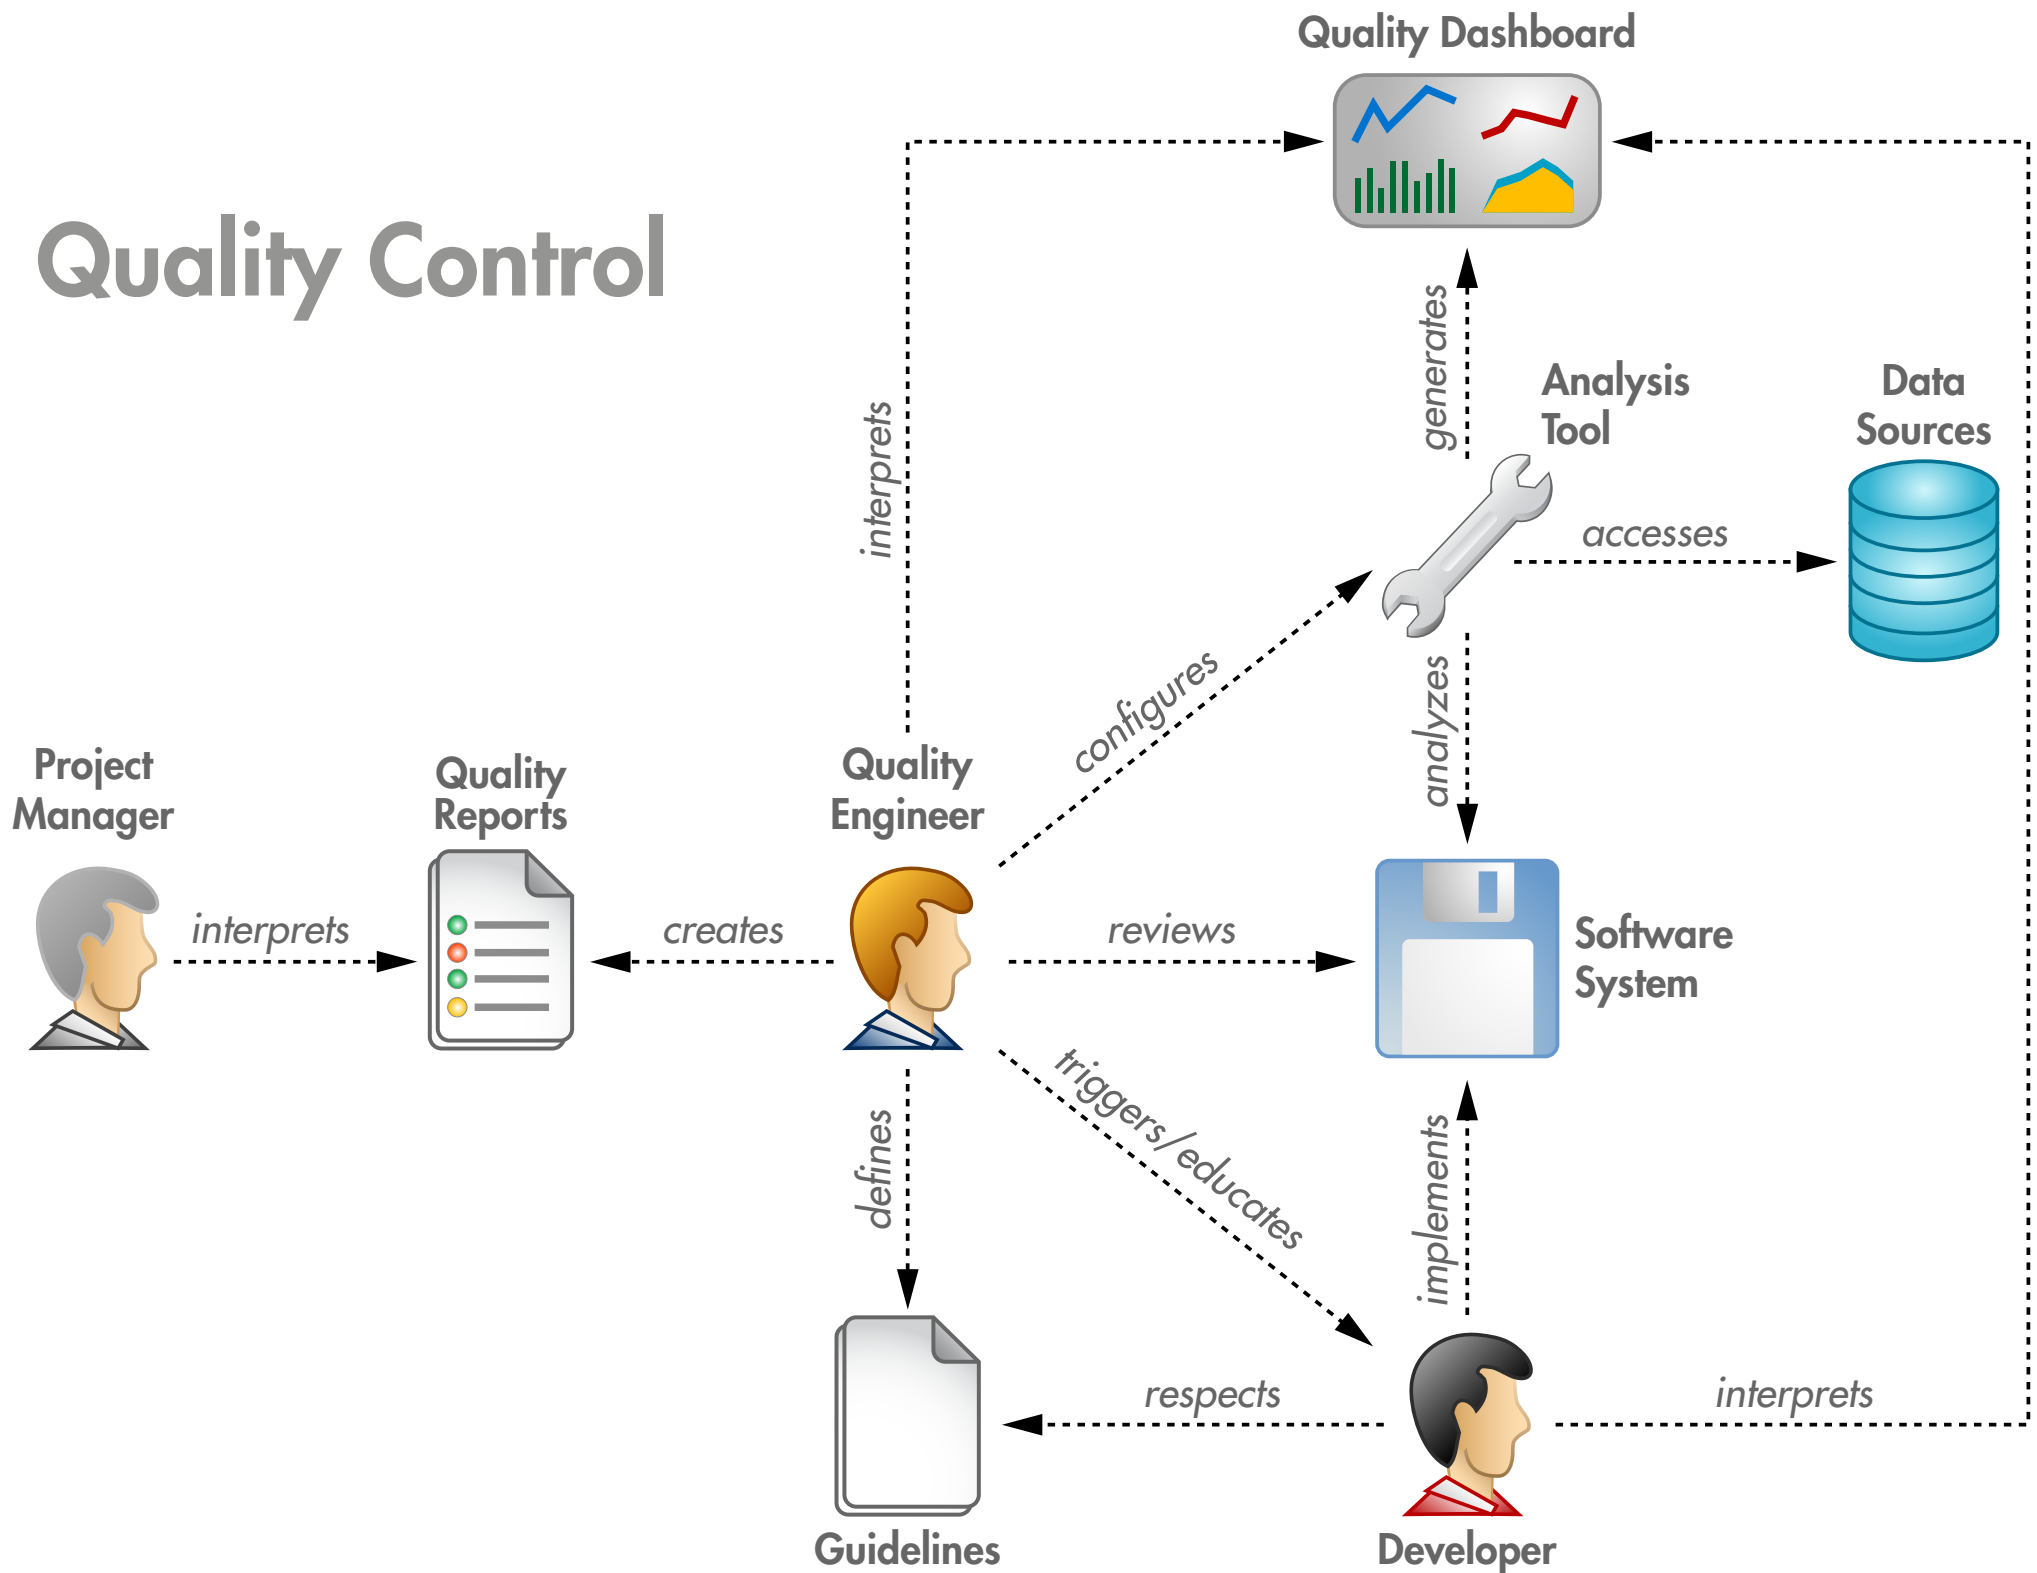 Quality Dashboard
Quality Control
generates
Analysis
Tool
Data
Sources
interprets
accesses
configures
analyzes
Project
Manager
Quality
Reports
Quality
Engineer
interprets
creates
reviews
Software
System
triggers/educates
defines
implements
respects
interprets
Guidelines
Developer